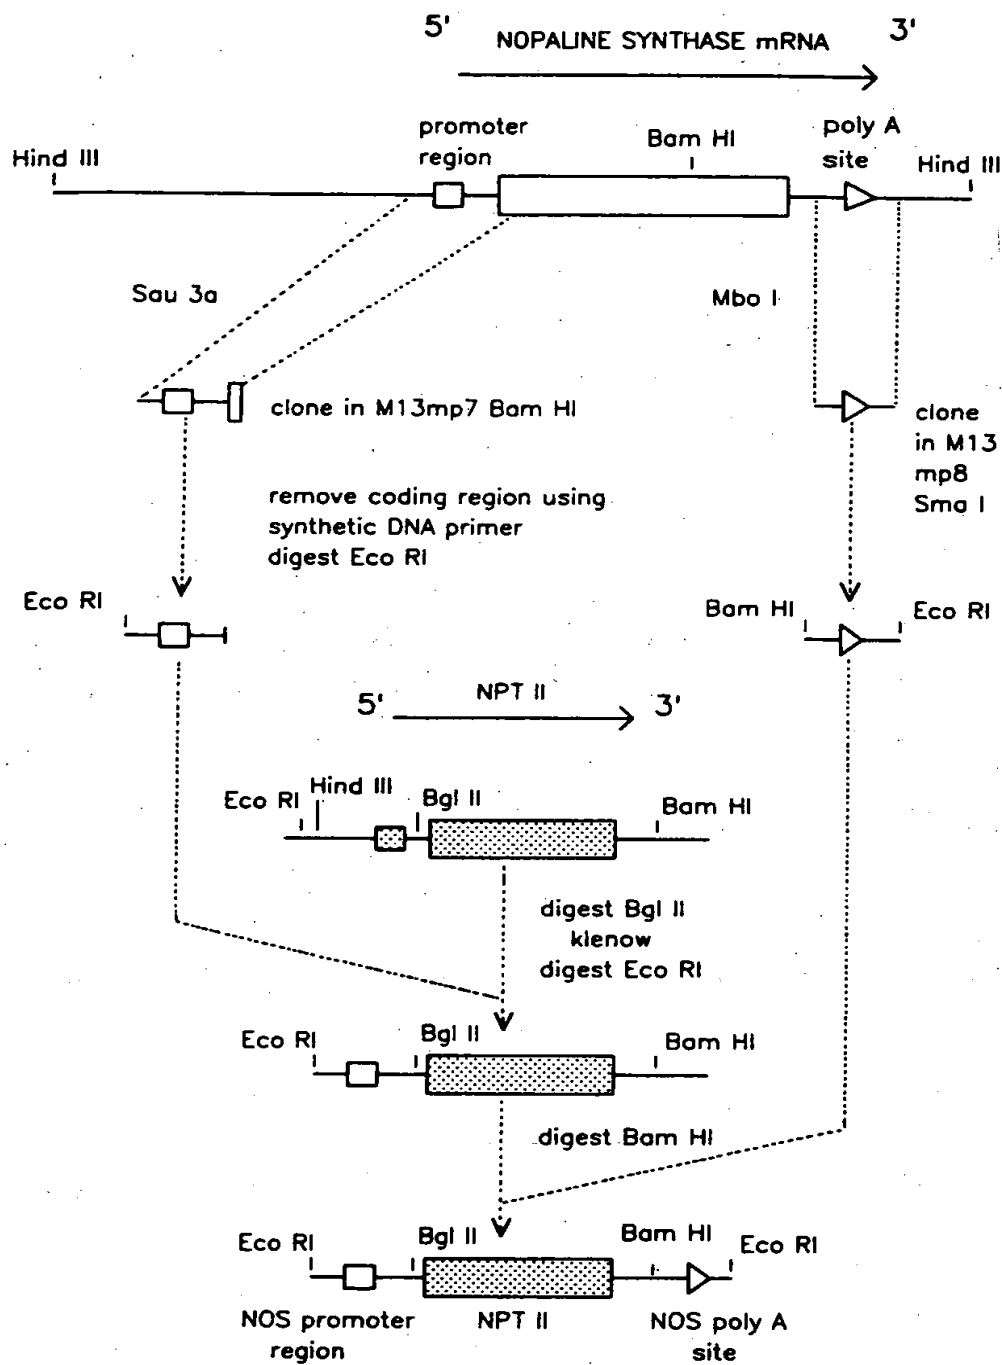 5' 3'
NOPALINE SYNTHASE mRNA
promoter
region
Bam HI
poly A
site
Hind III
Hind III
Sau 3a
Mbo I
clone in M13mp7 Bam HI
clone
in M13
mp8
Sma I
remove coding region using
synthetic DNA primer
digest Eco RI
Eco RI
Bam HI
Eco RI
5' NPT II 3'
Eco RI
Hind III
Bgl II
Bam HI
digest Bgl II
klenow
digest Eco RI
Eco RI
Bgl II
Bam HI
digest Bam HI
Eco RI
Bgl II
Bam HI
Eco RI
NOS promoter
region
NPT II
NOS poly A
site